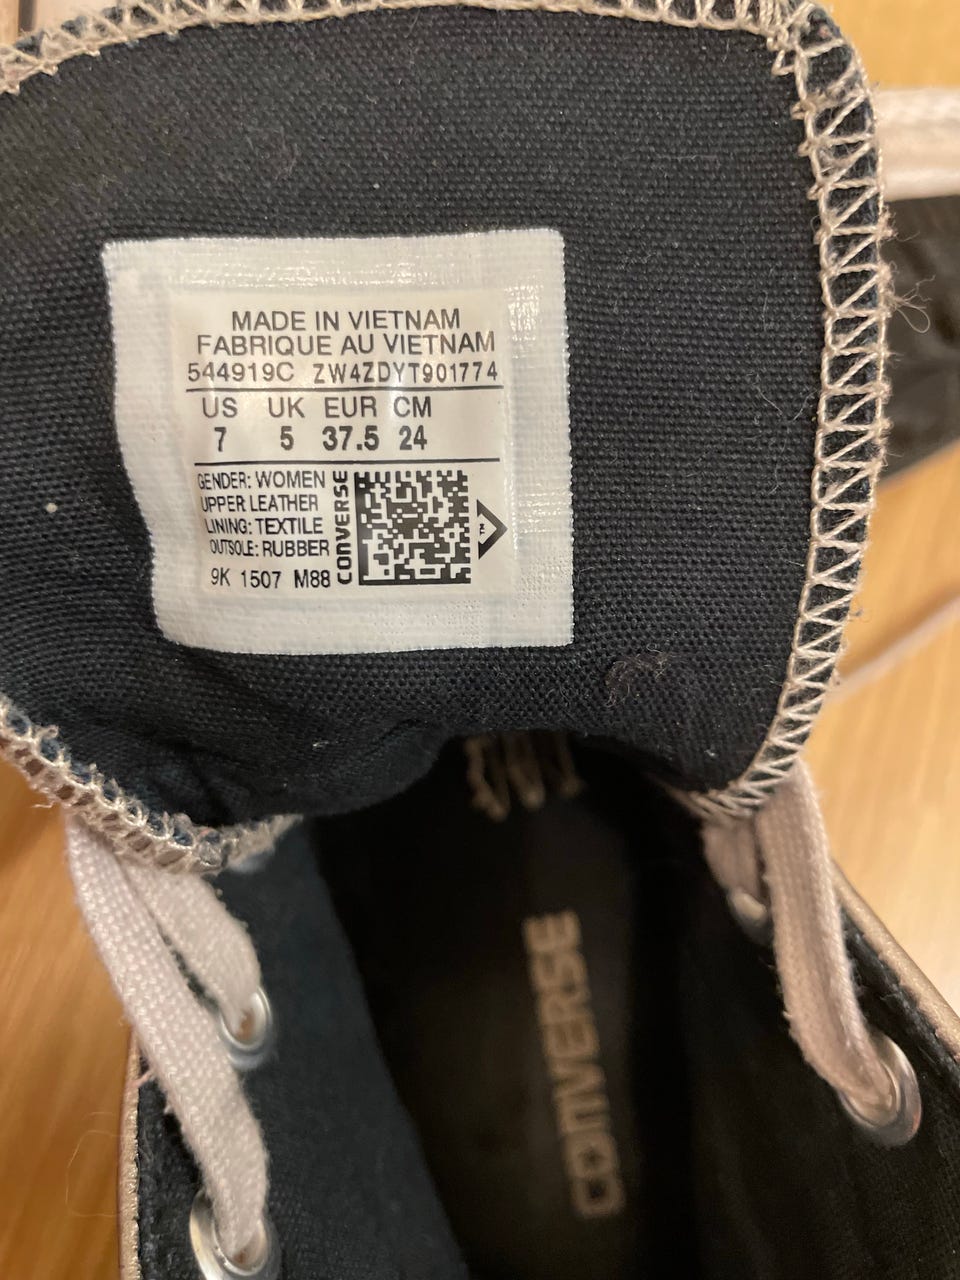 MADE IN VIETNAM
FABRIQUE AU VIETNAM
544919C ZW4ZDYT901774
US UK EUR CM
7 5 37.5 24
GENDER: WOMEN
UPPER LEATHER
LINING: TEXTILE
OUTSOLE: RUBBER
9K 1507 M88
CONVERSE
CONVERSE